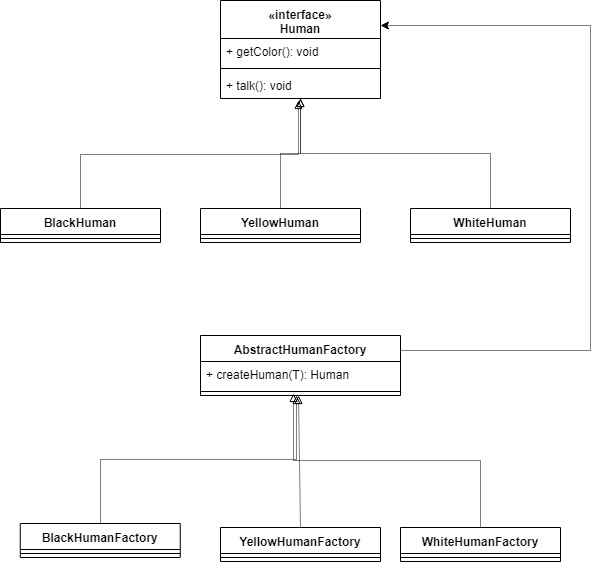 «interface»
Human
+ getColor(): void
+ talk(): void
BlackHuman
YellowHuman
WhiteHuman
AbstractHumanFactory
+ createHuman(T): Human
BlackHumanFactory
YellowHumanFactory
WhiteHumanFactory